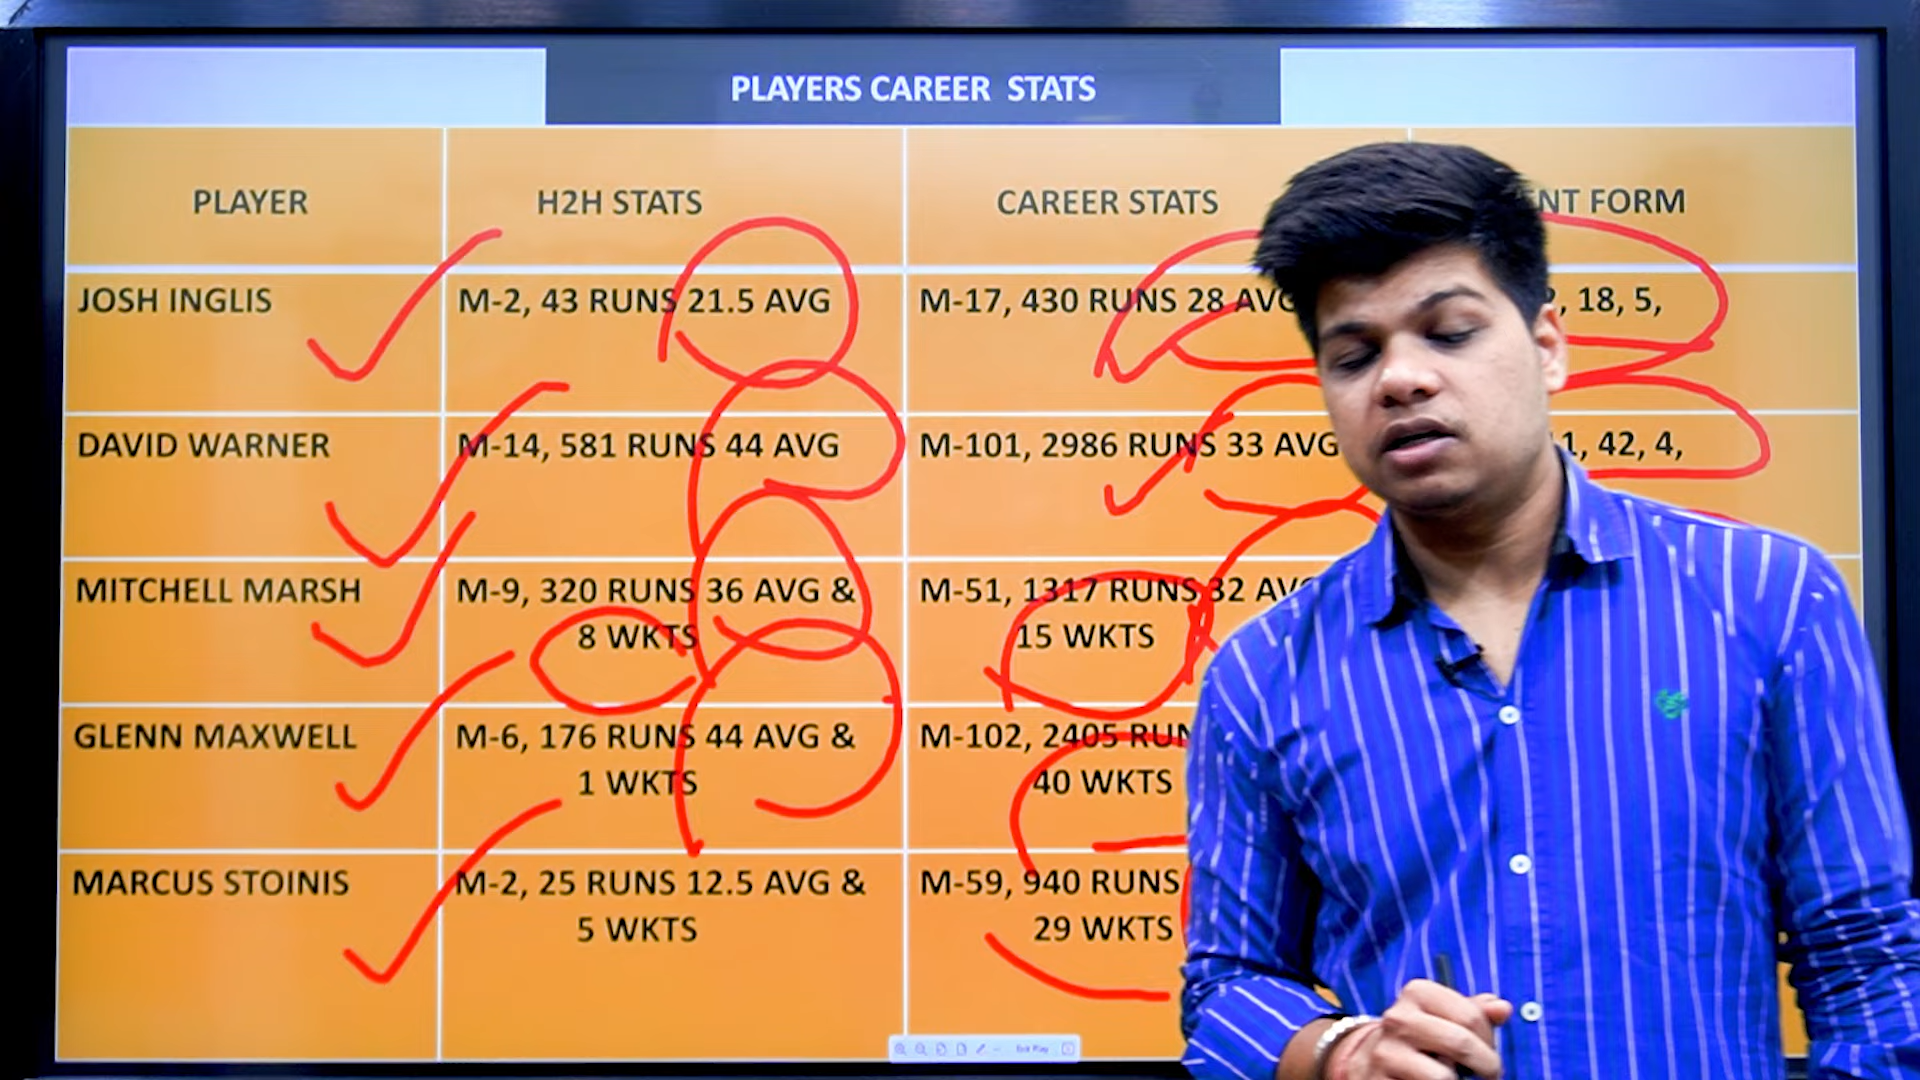 PLAYERS CAREER STATS
PLAYER H2H STATS CAREER STATS NT FORM
JOSH INGLIS M-2, 43 RUNS 21.5 AVG M-17, 430 RUNS 28 AVG , 18, 5,
DAVID WARNER M-14, 581 RUNS 44 AVG M-101, 2986 RUNS 33 AVG 1, 42, 4,
MITCHELL MARSH M-9, 320 RUNS 36 AVG & M-51, 1317 RUNS 32 AVG
8 WKTS 15 WKTS
GLENN MAXWELL M-6, 176 RUNS 44 AVG & M-102, 2405 RUN
1 WKTS 40 WKTS
MARCUS STOINIS M-2, 25 RUNS 12.5 AVG & M-59, 940 RUNS
5 WKTS 29 WKTS